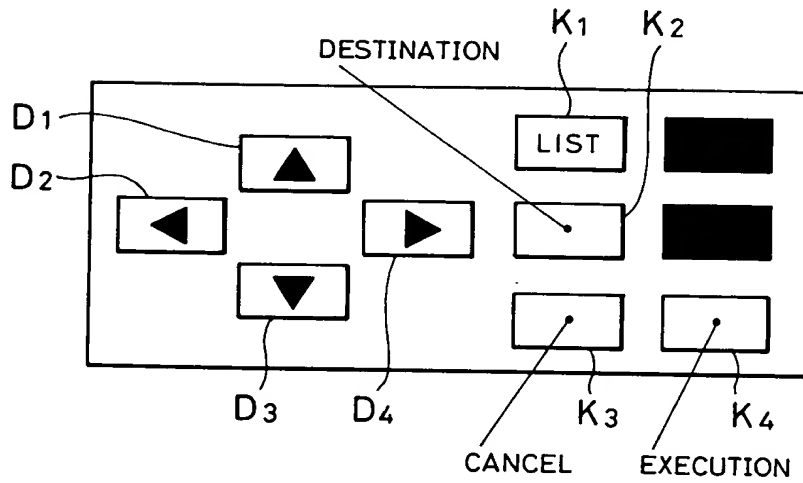 K1
DESTINATION
K2
D1
LIST
D2
D3
D4
K3
K4
CANCEL
EXECUTION